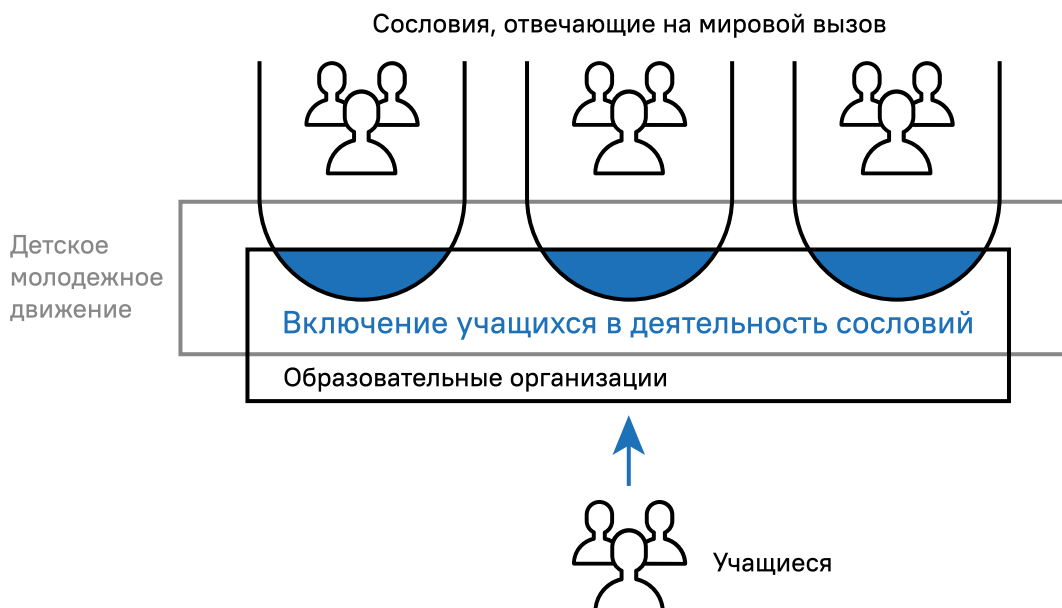 Сословия, отвечающие на мировой вызов
Детское
молодежное
движение
Включение учащихся в деятельность сословий
Образовательные организации
Учащиеся